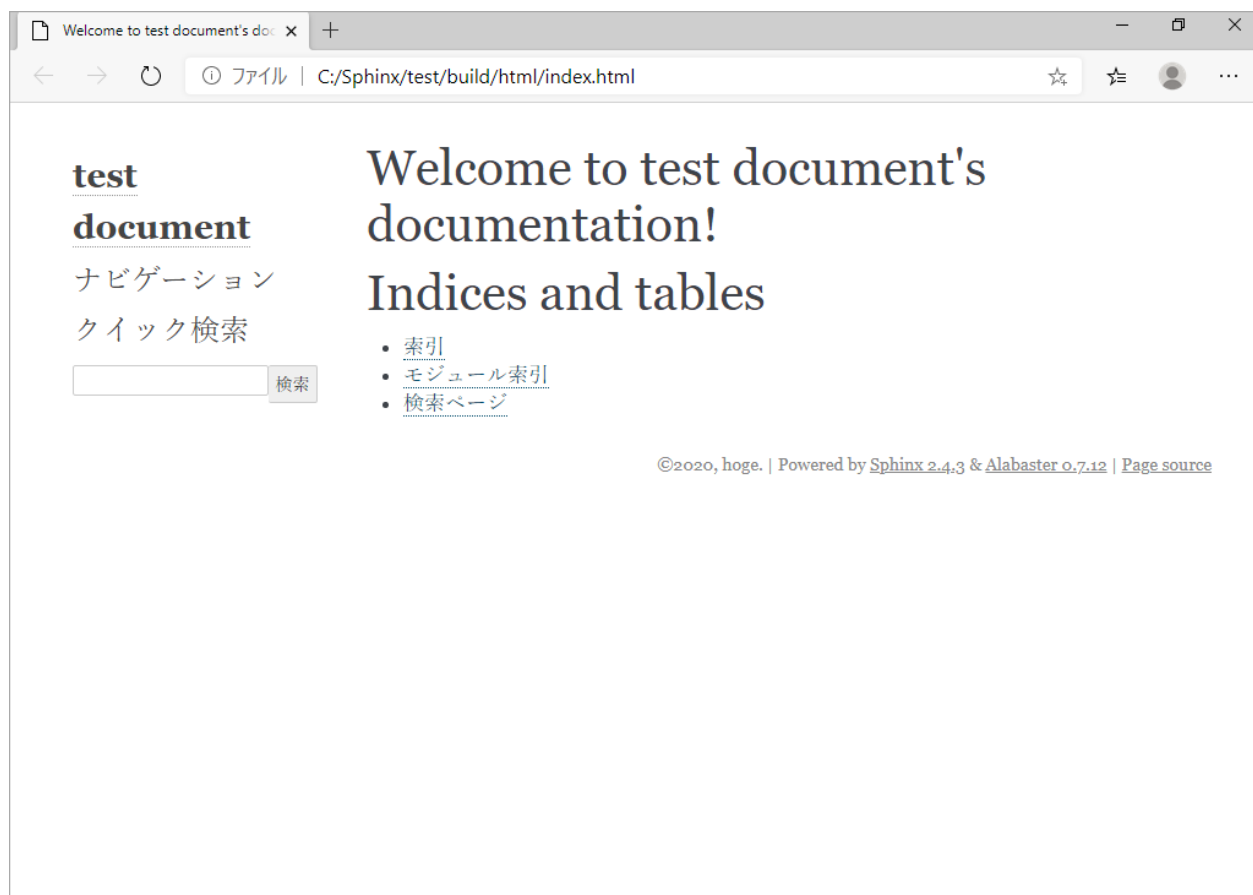 Welcome to test document's doc
ファイル
C:/Sphinx/test/build/html/index.html
test
document
ナビゲーション
クイック検索
検索
Welcome to test document's
documentation!
Indices and tables
索引
モジュール索引
検索ページ
©2020, hoge. | Powered by Sphinx 2.4.3 & Alabaster 0.7.12 | Page source